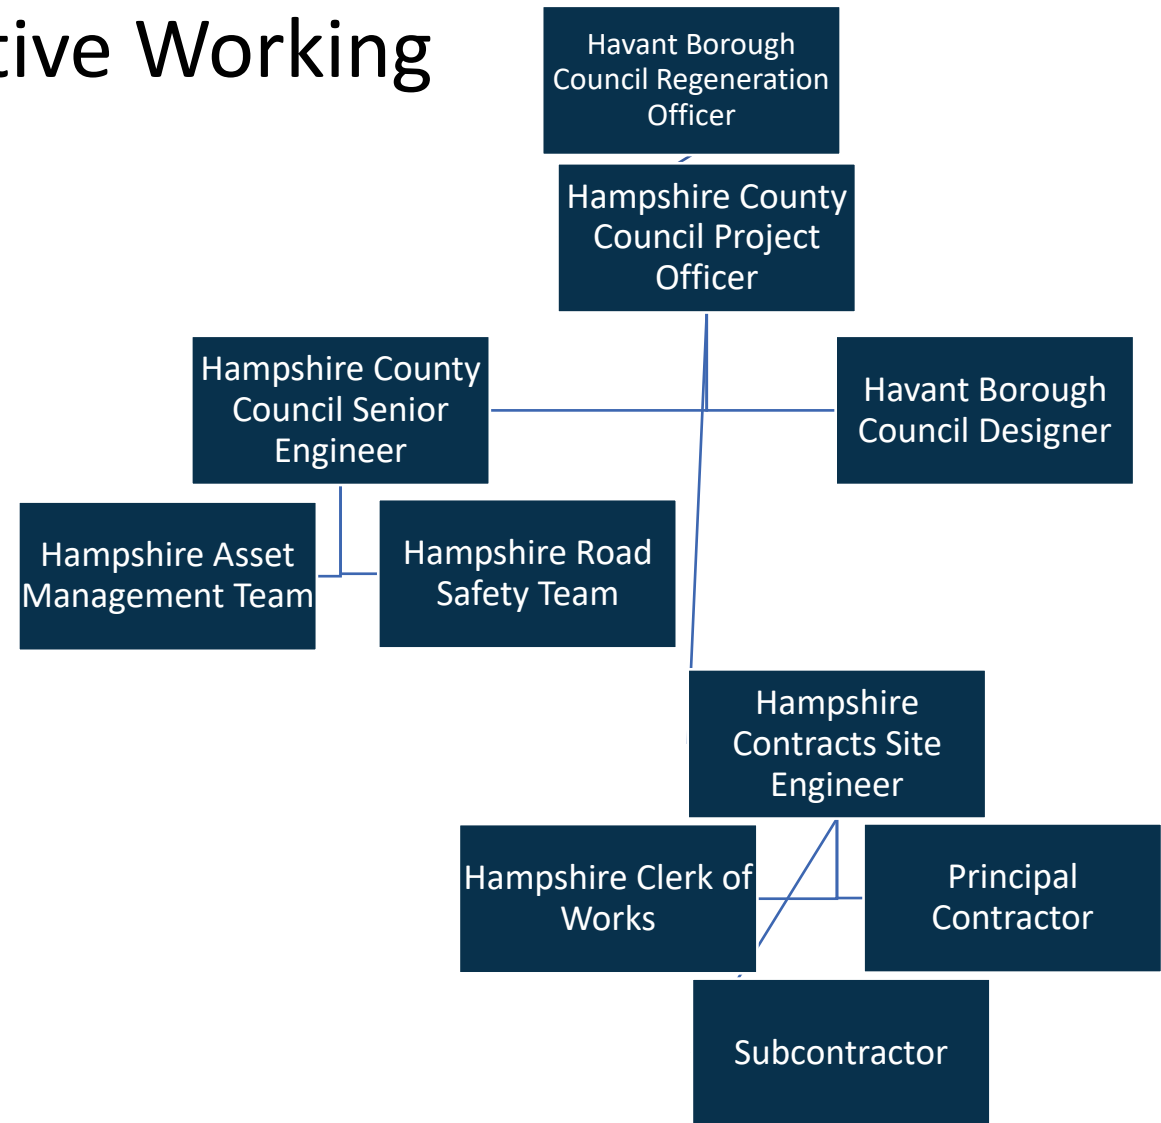 tive Working
Havant Borough
Council Regeneration
Officer
Hampshire County
Council Project
Officer
Hampshire County
Council Senior
Engineer
Havant Borough
Council Designer
Hampshire Asset
Management Team
Hampshire Road
Safety Team
Hampshire
Contracts Site
Engineer
Hampshire Clerk of
Works
Principal
Contractor
Subcontractor